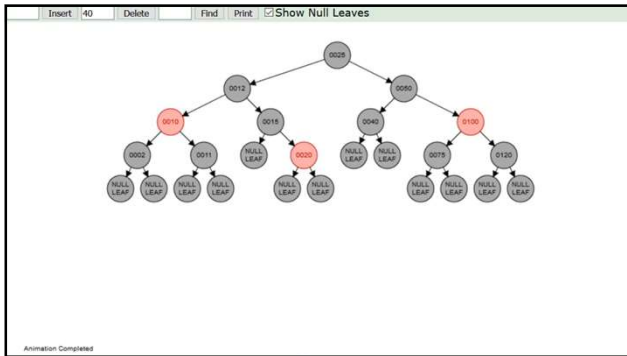 Insert 40 Delete Find Print Show Null Leaves
0025
0012 0050
0010 0015 0040 0100
0002 0011 NULL LEAF 0020 NULL LEAF NULL LEAF 0075 0120
NULL LEAF NULL LEAF NULL LEAF NULL LEAF NULL LEAF NULL LEAF NULL LEAF NULL LEAF NULL LEAF NULL LEAF
Animation Completed